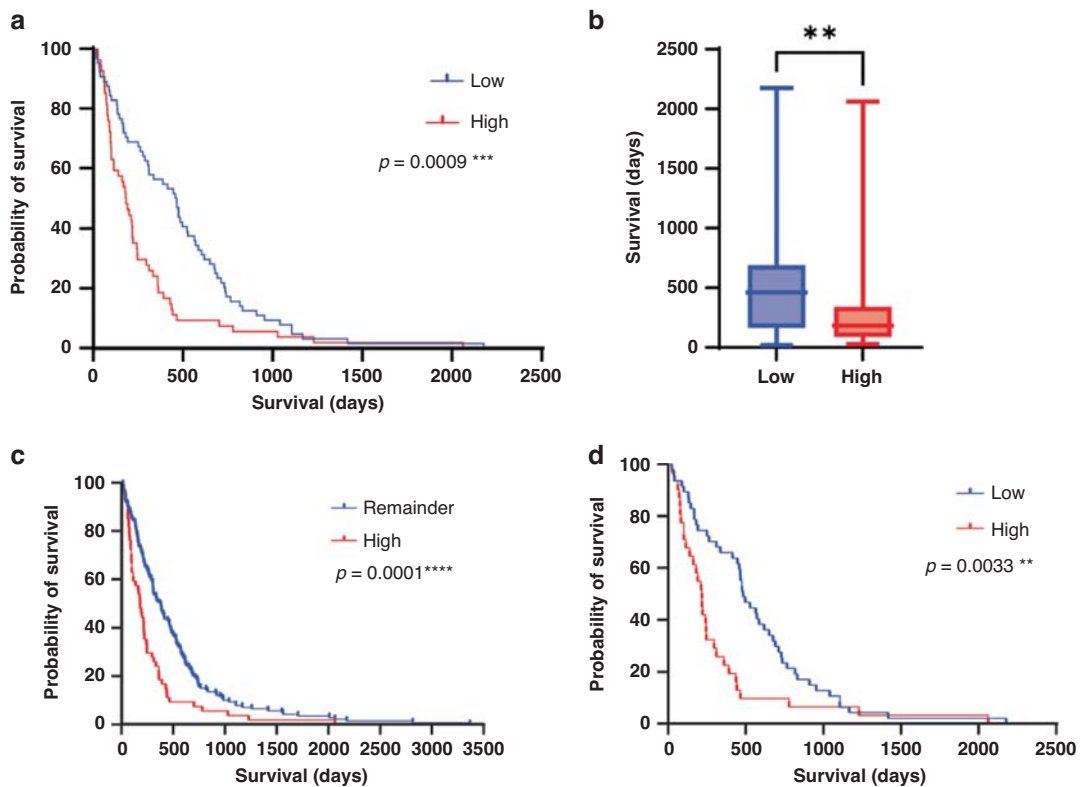 a
100
80
60
40
20
0
Probability of survival
Low
High
p = 0.0009 ***
0 500 1000 1500 2000 2500
Survival (days)
b
**
2500
2000
1500
1000
500
0
Survival (days)
Low High
c
100
80
60
40
20
0
Probability of survival
Remainder
High
p = 0.0001****
0 500 1000 1500 2000 2500 3000 3500
Survival (days)
d
100
80
60
40
20
0
Probability of survival
Low
High
p = 0.0033 **
0 500 1000 1500 2000 2500
Survival (days)